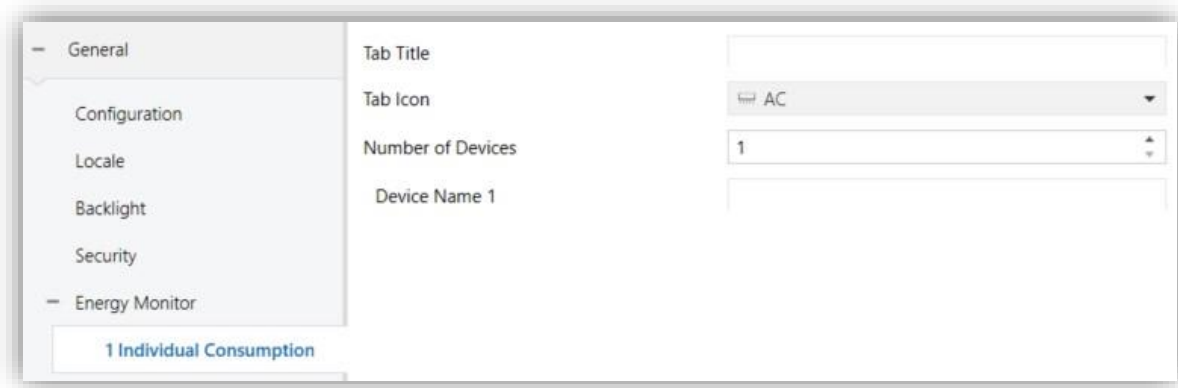 General
Configuration
Locale
Backlight
Security
Energy Monitor
1 Individual Consumption
Tab Title
Tab Icon
AC
Number of Devices
1
Device Name 1